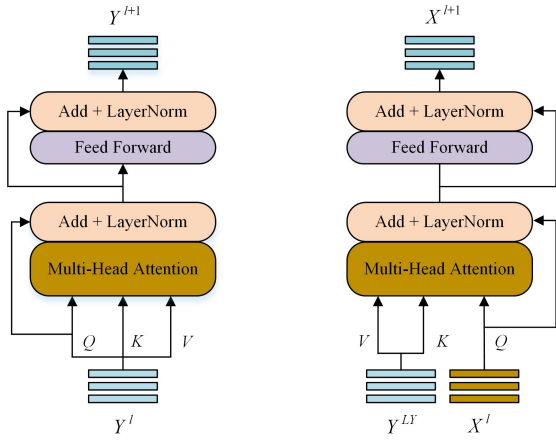 Y^{l+1}
Add + LayerNorm
Feed Forward
Add + LayerNorm
Multi-Head Attention
Q K V
Y^l
X^{l+1}
Add + LayerNorm
Feed Forward
Add + LayerNorm
Multi-Head Attention
V K Q
Y^{LY} X^l